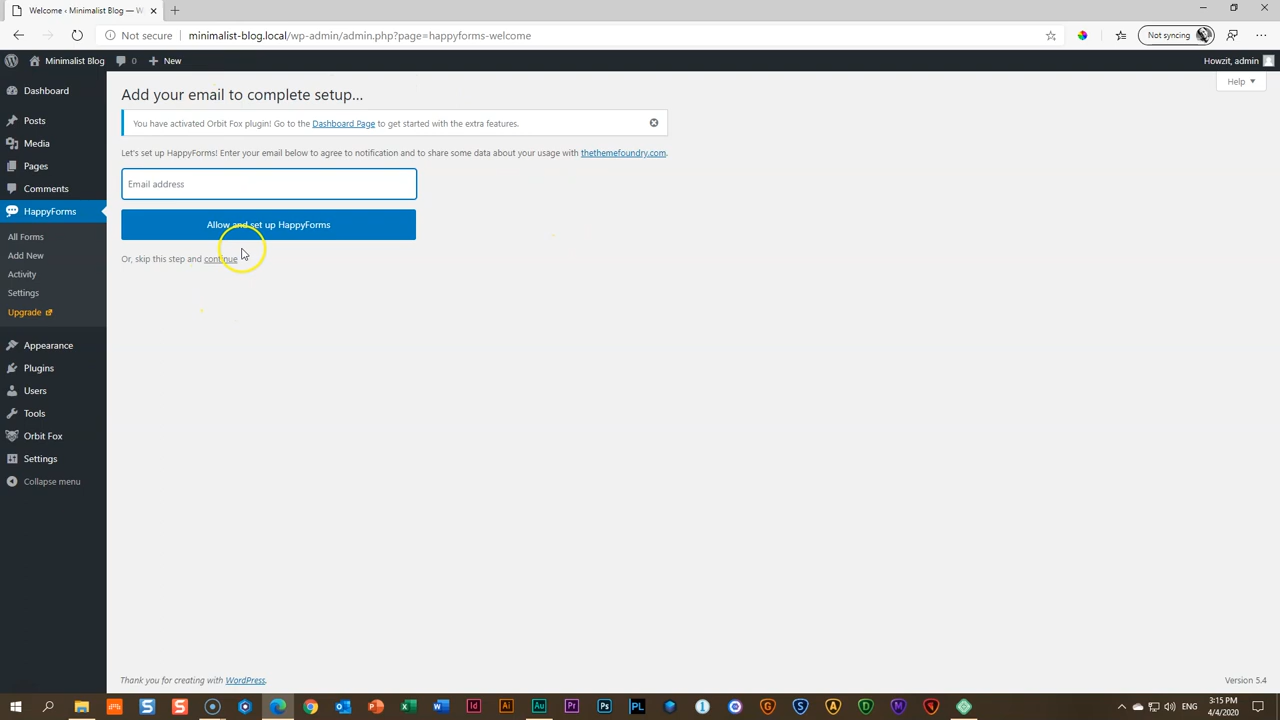 Welcome ‹ Minimalist Blog — W
Not secure
minimalist-blog.local/wp-admin/admin.php?page=happyforms-welcome
Not syncing
Minimalist Blog
0
New
Howzit, admin
Help
Dashboard
Posts
Media
Pages
Comments
HappyForms
All Forms
Add New
Activity
Settings
Upgrade
Appearance
Plugins
Users
Tools
Orbit Fox
Settings
Collapse menu
Add your email to complete setup...
You have activated Orbit Fox plugin! Go to the Dashboard Page to get started with the extra features.
Let's set up HappyForms! Enter your email below to agree to notification and to share some data about your usage with thethemefoundry.com.
Email address
Allow and set up HappyForms
Or, skip this step and continue
Thank you for creating with WordPress.
Version 5.4
Id
Ai
Au
Pr
Ps
PL
3:15 PM
4/4/2020